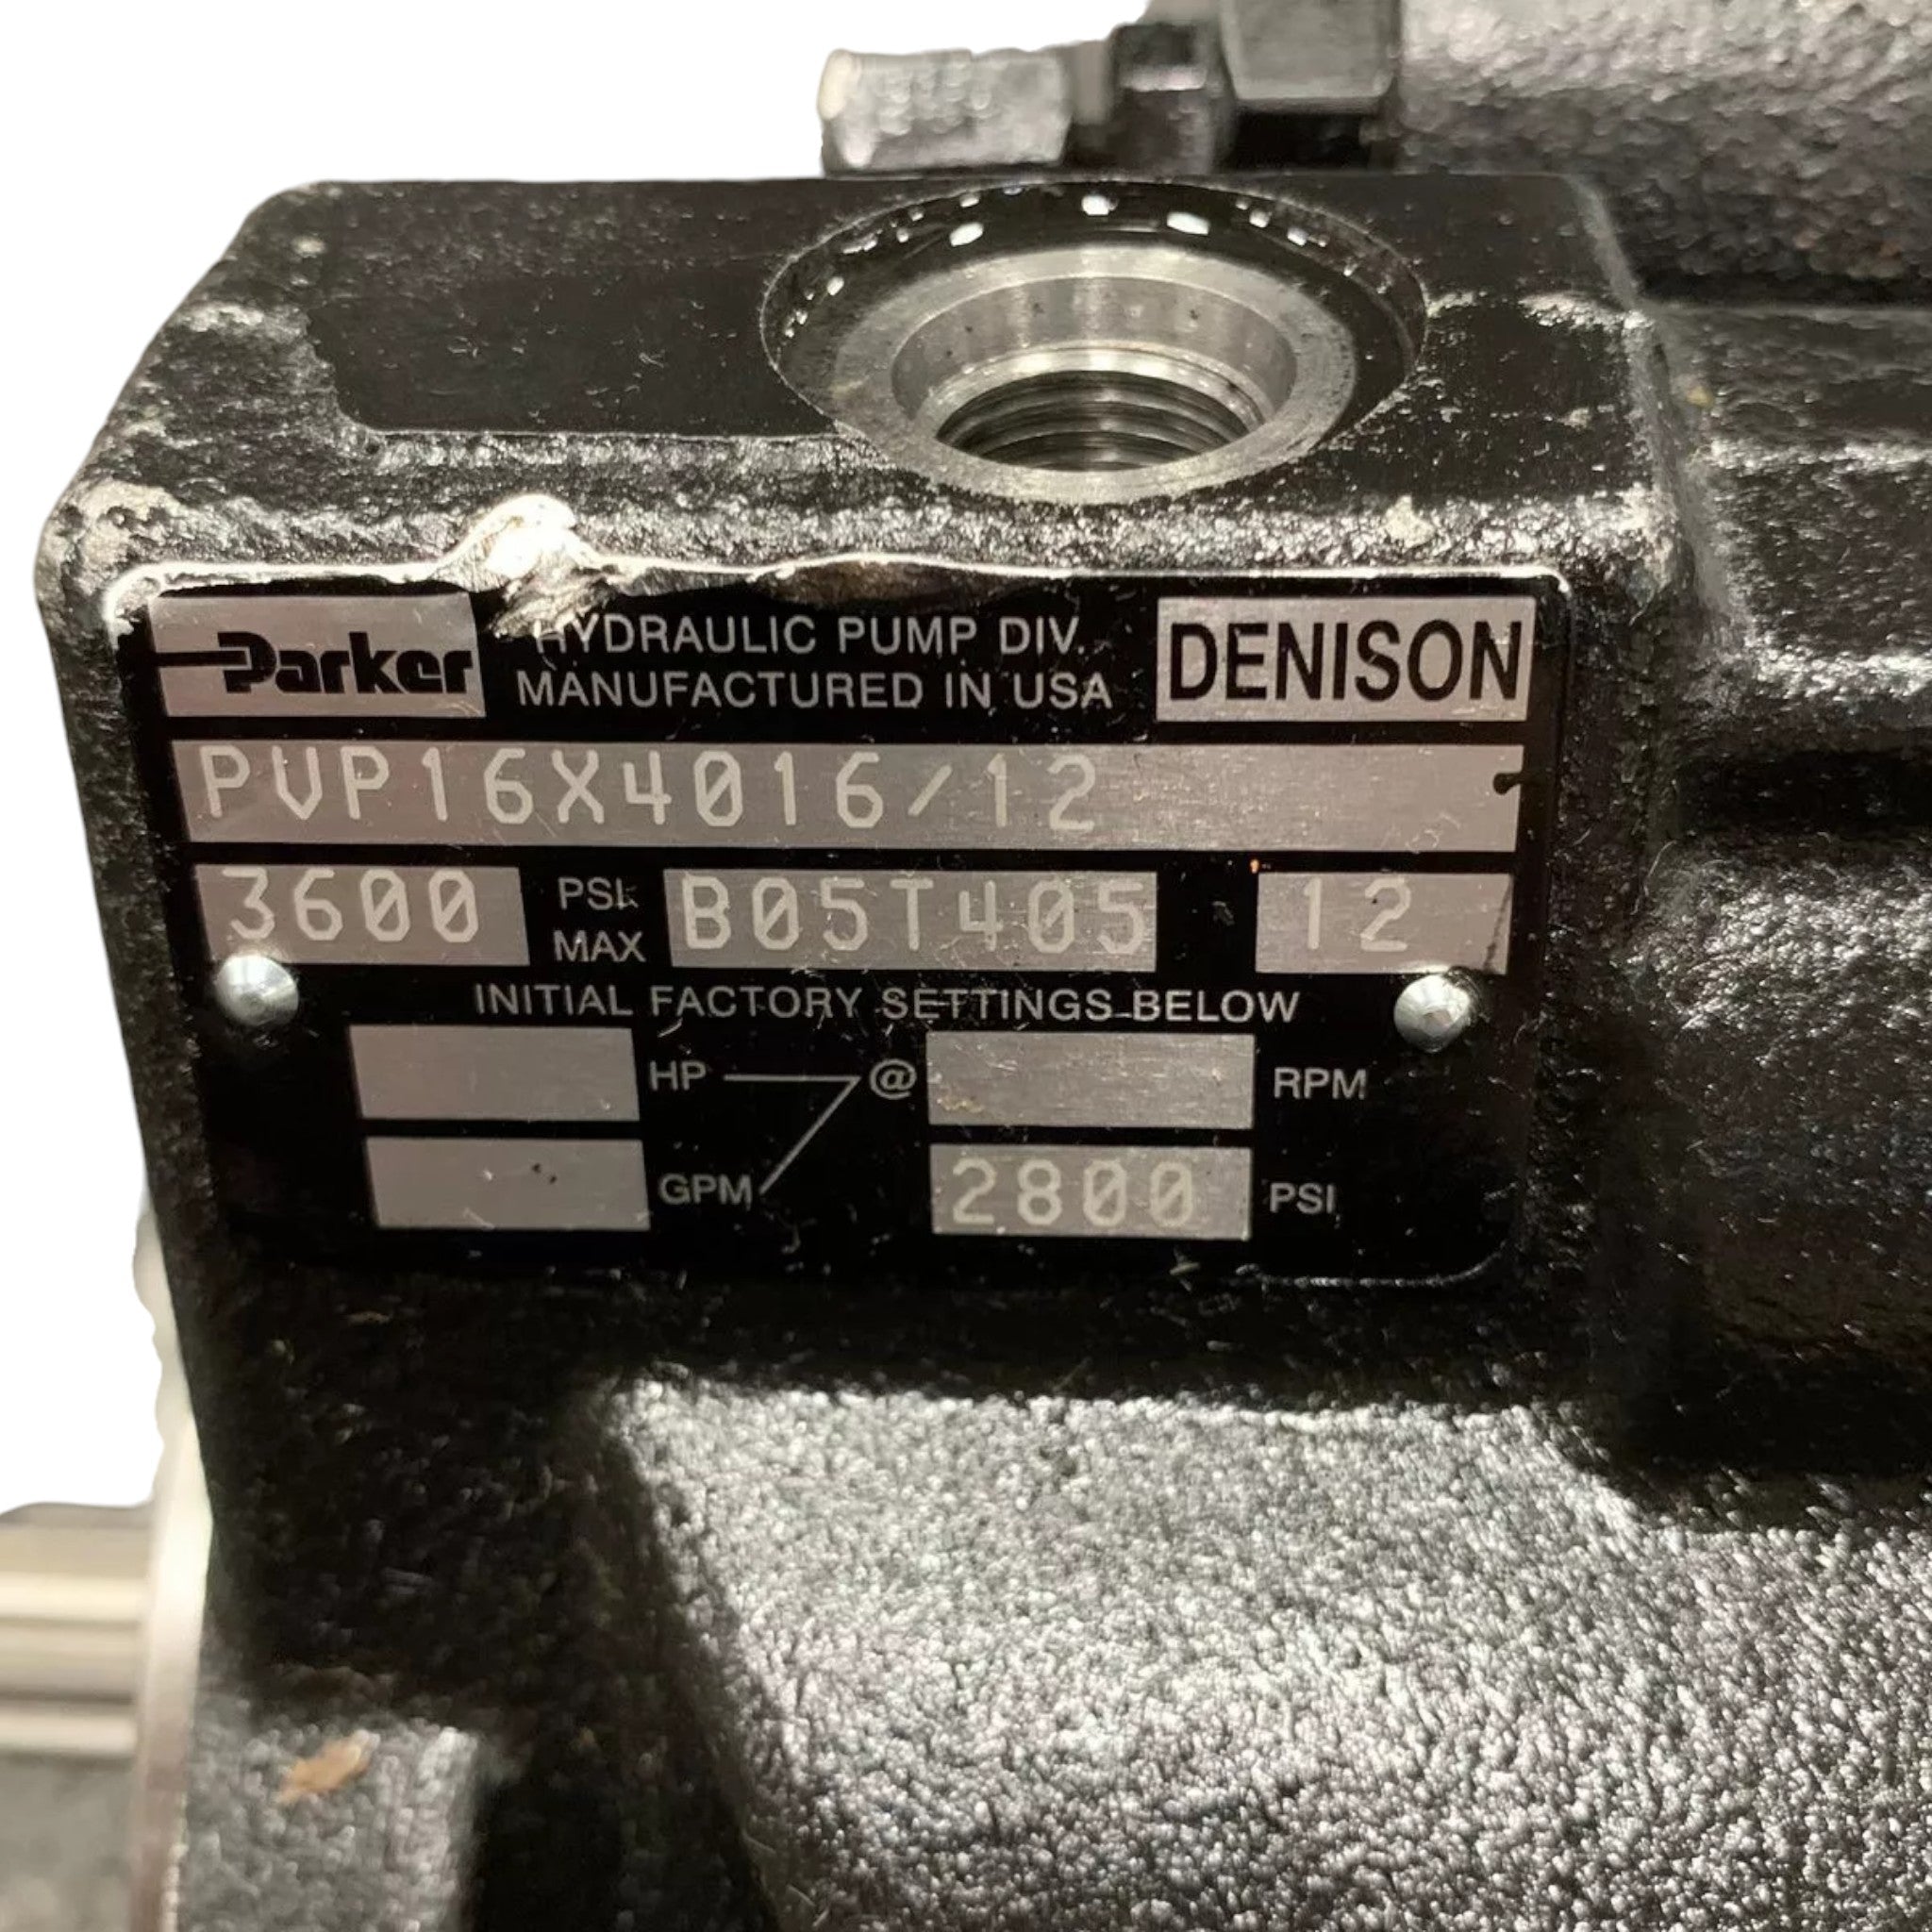 Parker HYDRAULIC PUMP DIV. DENISON
MANUFACTURED IN USA
PVP16X4016/12
3600 PSI MAX B05T405 12
INITIAL FACTORY SETTINGS BELOW
HP @ RPM
GPM 2800 PSI